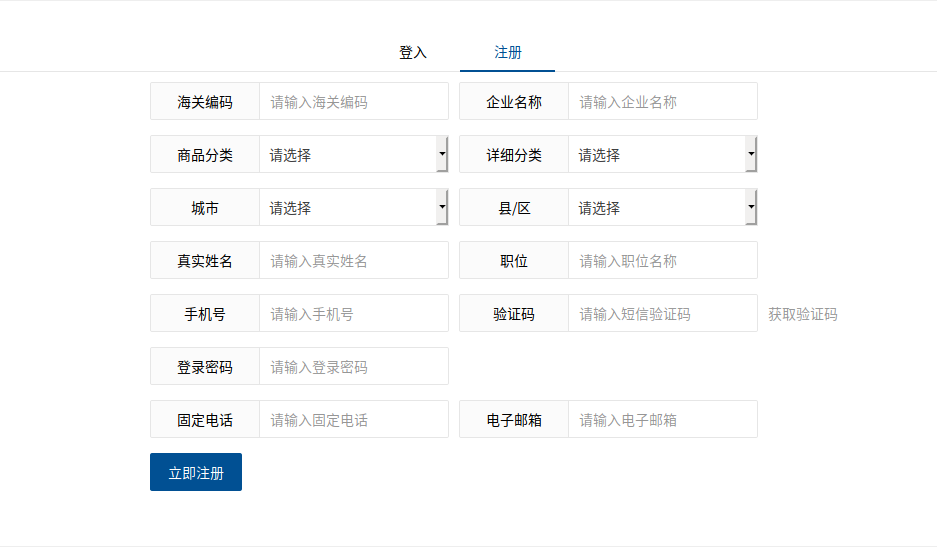 登入 注册
海关编码 请输入海关编码 企业名称 请输入企业名称
商品分类 请选择 详细分类 请选择
城市 请选择 县/区 请选择
真实姓名 请输入真实姓名 职位 请输入职位名称
手机号 请输入手机号 验证码 请输入短信验证码 获取验证码
登录密码 请输入登录密码
固定电话 请输入固定电话 电子邮箱 请输入电子邮箱
立即注册